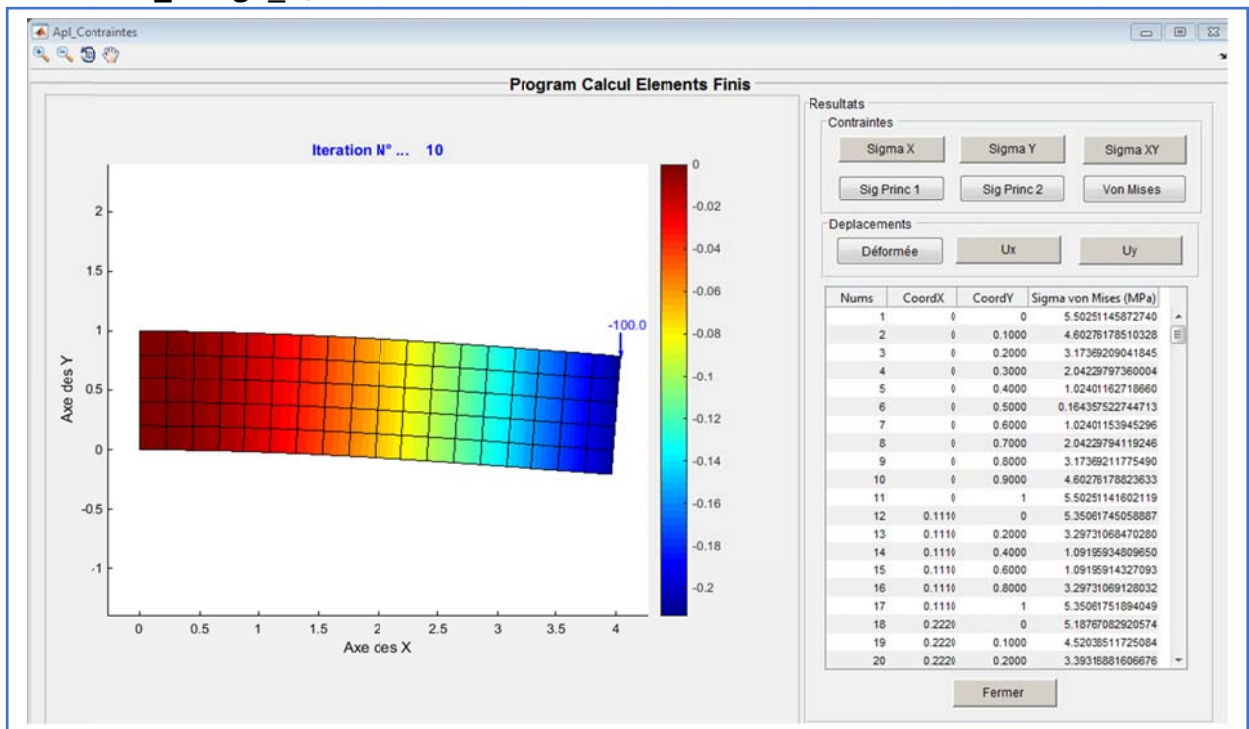 Apl_Contraintes
Program Calcul Elements Finis
Iteration N° ... 10
2
1.5
1
0.5
0
-0.5
-1
Axe des Y
0 0.5 1 1.5 2 2.5 3 3.5 4
Axe des X
-100.0
0
-0.02
-0.04
-0.06
-0.08
-0.1
-0.12
-0.14
-0.16
-0.18
-0.2
Resultats
Contraintes
Sigma X Sigma Y Sigma XY
Sig Princ 1 Sig Princ 2 Von Mises
Deplacements
Déformée Ux Uy
Nums CoordX CoordY Sigma von Mises (MPa)
1 0 0 5.50251145872740
2 0 0.1000 4.60276178510328
3 0 0.2000 3.17369209041845
4 0 0.3000 2.04229797360004
5 0 0.4000 1.02401162718660
6 0 0.5000 0.164357522744713
7 0 0.6000 1.02401153945296
8 0 0.7000 2.04229794119246
9 0 0.8000 3.17369211775490
10 0 0.9000 4.60276178823633
11 0 1 5.50251141602119
12 0.1110 0 5.35061745058887
13 0.1110 0.2000 3.29731068470280
14 0.1110 0.4000 1.09195934809650
15 0.1110 0.6000 1.09195914327093
16 0.1110 0.8000 3.29731069128032
17 0.1110 1 5.35061751894049
18 0.2220 0 5.18767082920574
19 0.2220 0.1000 4.52038511725084
20 0.2220 0.2000 3.39316881606676
Fermer